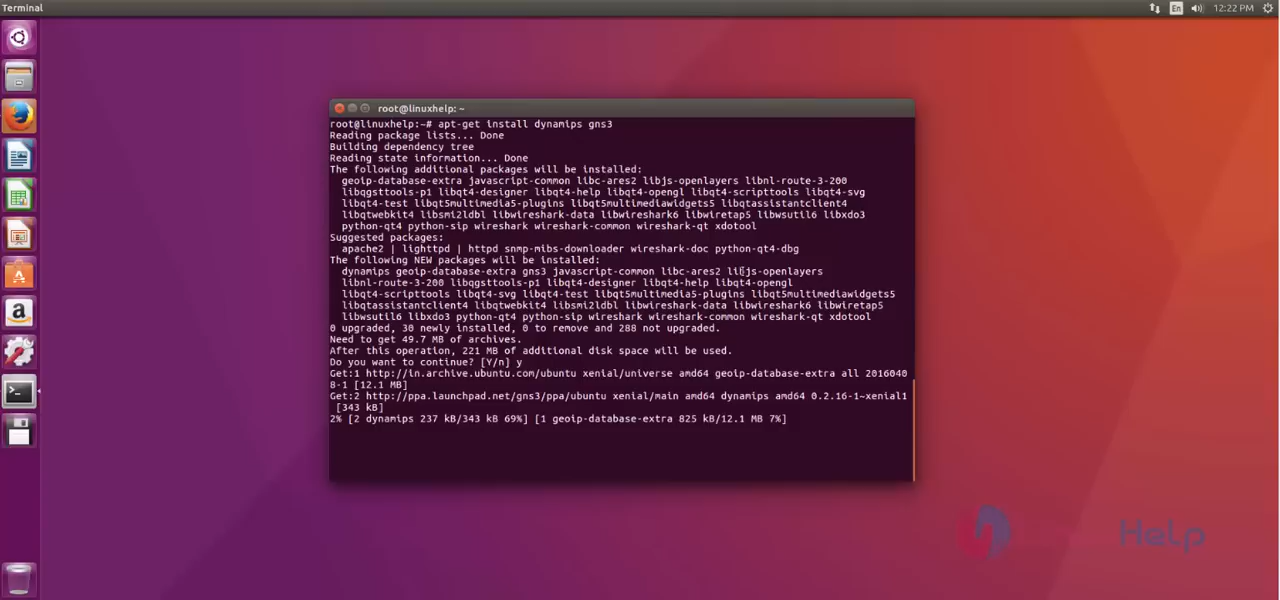 Terminal
En
12:22 PM
root@linuxhelp: ~
root@linuxhelp:~# apt-get install dynamips gns3
Reading package lists... Done
Building dependency tree
Reading state information... Done
The following additional packages will be installed:
geoip-database-extra javascript-common libc-ares2 libjs-openlayers libnl-route-3-200
libqgsttools-p1 libqt4-designer libqt4-help libqt4-opengl libqt4-scripttools libqt4-svg
libqt4-test libqt5multimedia5-plugins libqt5multimediawidgets5 libqtassistantclient4
libqtwebkit4 libsmi2ldbl libwireshark-data libwireshark6 libwiretap5 libwsutil6 libxdo3
python-qt4 python-sip wireshark wireshark-common wireshark-qt xdotool
Suggested packages:
apache2 | lighttpd | httpd snmp-mibs-downloader wireshark-doc python-qt4-dbg
The following NEW packages will be installed:
dynamips geoip-database-extra gns3 javascript-common libc-ares2 libjs-openlayers
libnl-route-3-200 libqgsttools-p1 libqt4-designer libqt4-help libqt4-opengl
libqt4-scripttools libqt4-svg libqt4-test libqt5multimedia5-plugins libqt5multimediawidgets5
libqtassistantclient4 libqtwebkit4 libsmi2ldbl libwireshark-data libwireshark6 libwiretap5
libwsutil6 libxdo3 python-qt4 python-sip wireshark wireshark-common wireshark-qt xdotool
0 upgraded, 30 newly installed, 0 to remove and 288 not upgraded.
Need to get 49.7 MB of archives.
After this operation, 221 MB of additional disk space will be used.
Do you want to continue? [Y/n] y
Get:1 http://in.archive.ubuntu.com/ubuntu xenial/universe amd64 geoip-database-extra all 2016040
8-1 [12.1 MB]
Get:2 http://ppa.launchpad.net/gns3/ppa/ubuntu xenial/main amd64 dynamips amd64 0.2.16-1~xenial1
[343 kB]
2% [2 dynamips 237 kB/343 kB 69%] [1 geoip-database-extra 825 kB/12.1 MB 7%]
Help